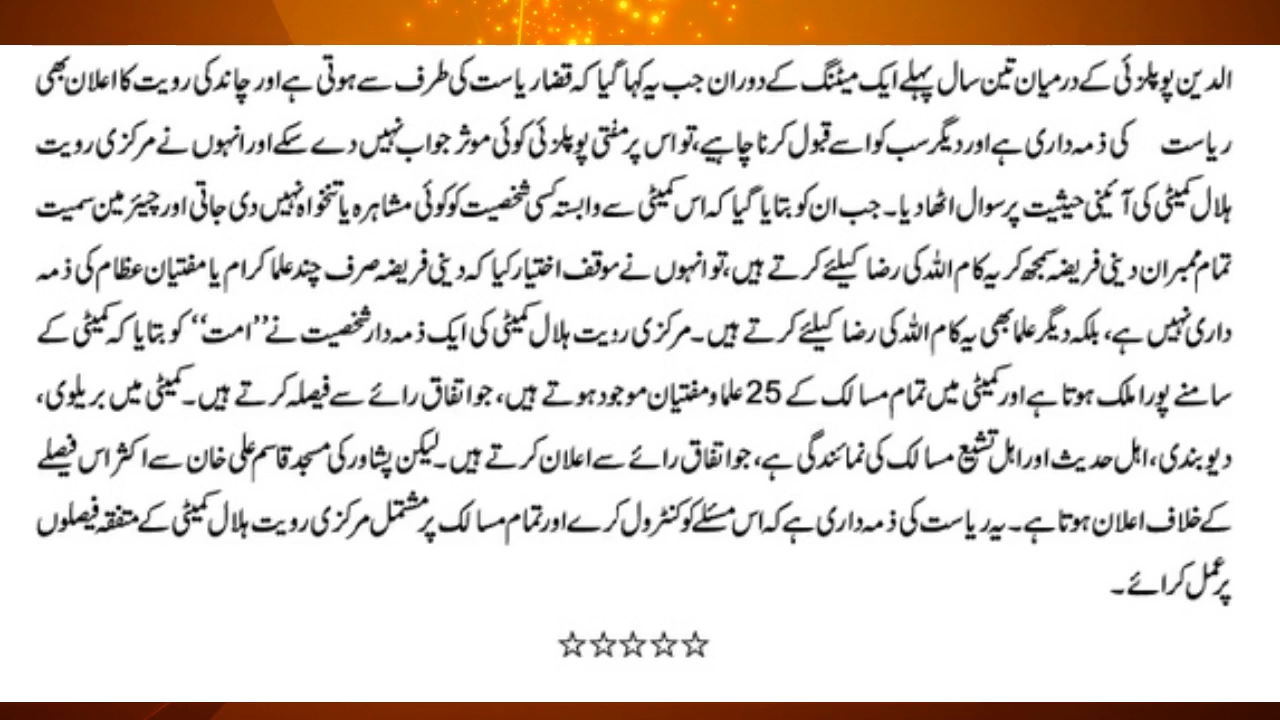 الدین پوپلزئی کے درمیان تین سال پہلے ایک میٹنگ کے دوران جب یہ کہا گیا کہ قضا ریاست کی طرف سے ہوتی ہے اور چاند کی رویت کا اعلان بھی
ریاست کی ذمہ داری ہے اور دیگر سب کو اسے قبول کرنا چاہیے، تو اس پر مفتی پوپلزئی کوئی موثر جواب نہیں دے سکے اور انہوں نے مرکزی رویت
ہلال کمیٹی کی آئینی حیثیت پر سوال اٹھا دیا۔ جب ان کو بتایا گیا کہ اس کمیٹی سے وابستہ کسی شخصیت کو کوئی مشاہرہ یا تنخواہ نہیں دی جاتی اور چیئرمین سمیت
تمام ممبران دینی فریضہ سمجھ کر یہ کام اللہ کی رضا کیلئے کرتے ہیں، تو انہوں نے موقف اختیار کیا کہ دینی فریضہ صرف چند علما کرام یا مفتیان عظام کی ذمہ
داری نہیں ہے، بلکہ دیگر علما بھی یہ کام اللہ کی رضا کیلئے کرتے ہیں۔ مرکزی رویت ہلال کمیٹی کی ایک ذمہ دار شخصیت نے ’’امت‘‘ کو بتایا کہ کمیٹی کے
سامنے پورا ملک ہوتا ہے اور کمیٹی میں تمام مسالک کے 25 علما و مفتیان موجود ہوتے ہیں، جو اتفاق رائے سے فیصلہ کرتے ہیں۔ کمیٹی میں بریلوی،
دیوبندی، اہل حدیث اور اہل تشیع مسالک کی نمائندگی ہے، جو اتفاق رائے سے اعلان کرتے ہیں۔ لیکن پشاور کی مسجد قاسم علی خان سے اکثر اس فیصلے
کے خلاف اعلان ہوتا ہے۔ یہ ریاست کی ذمہ داری ہے کہ اس مسئلے کو کنٹرول کرے اور تمام مسالک پر مشتمل مرکزی رویت ہلال کمیٹی کے متفقہ فیصلوں
پر عمل کرائے۔
☆☆☆☆☆